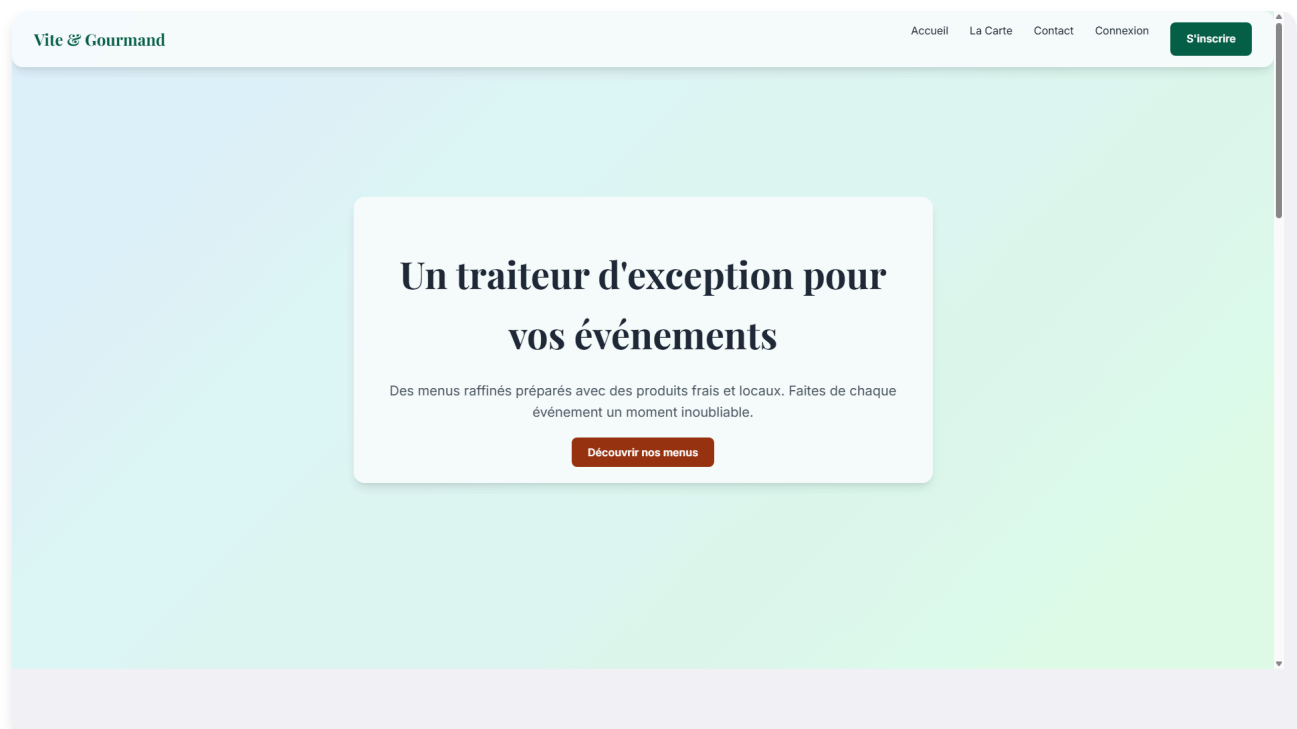 Vite & Gourmand
Accueil La Carte Contact Connexion S'inscrire
Un traiteur d'exception pour
vos événements
Des menus raffinés préparés avec des produits frais et locaux. Faites de chaque
événement un moment inoubliable.
Découvrir nos menus